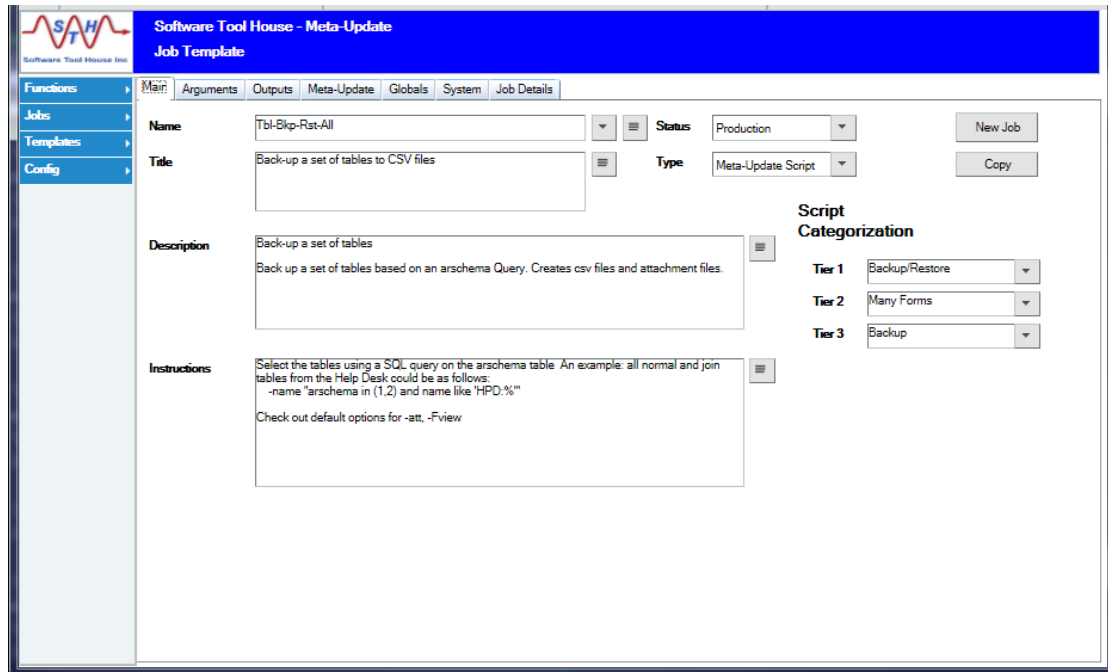 STH
Software Tool House Inc
Software Tool House - Meta-Update
Job Template
Functions
Jobs
Templates
Config
Main Arguments Outputs Meta-Update Globals System Job Details
Name Tbl-Bkp-Rst-All Status Production New Job
Title Back-up a set of tables to CSV files Type Meta-Update Script Copy
Script
Categorization
Description Back-up a set of tables
Back up a set of tables based on an arschema Query. Creates csv files and attachment files.
Tier 1 Backup/Restore
Tier 2 Many Forms
Tier 3 Backup
Instructions Select the tables using a SQL query on the arschema table An example: all normal and join
tables from the Help Desk could be as follows:
-name "arschema in (1,2) and name like 'HPD:%'"
Check out default options for -att, -Fview